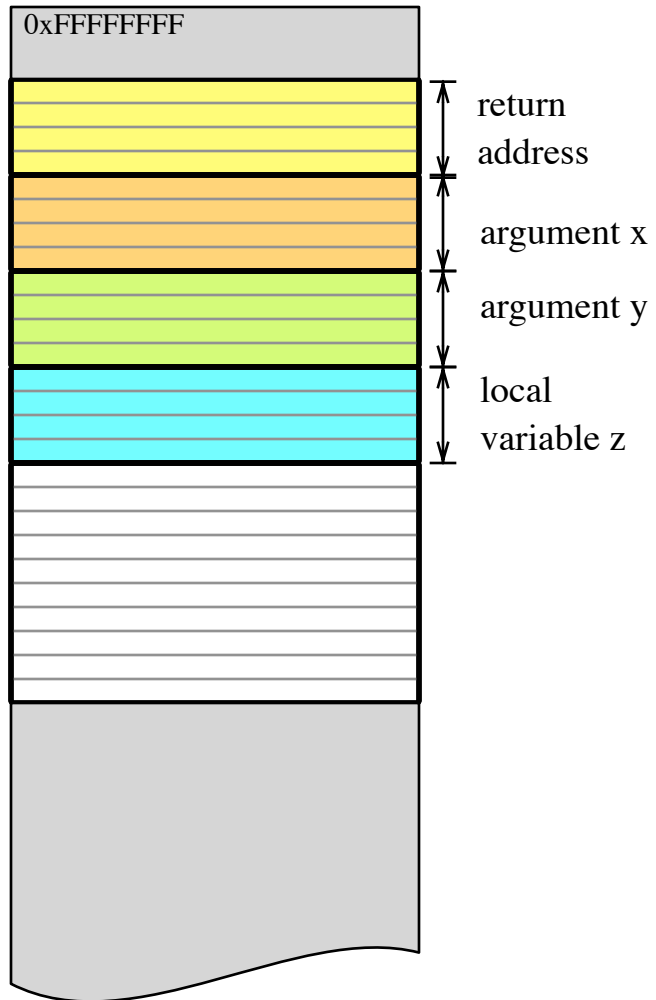 0xFFFFFFFF
return
address
argument x
argument y
local
variable z